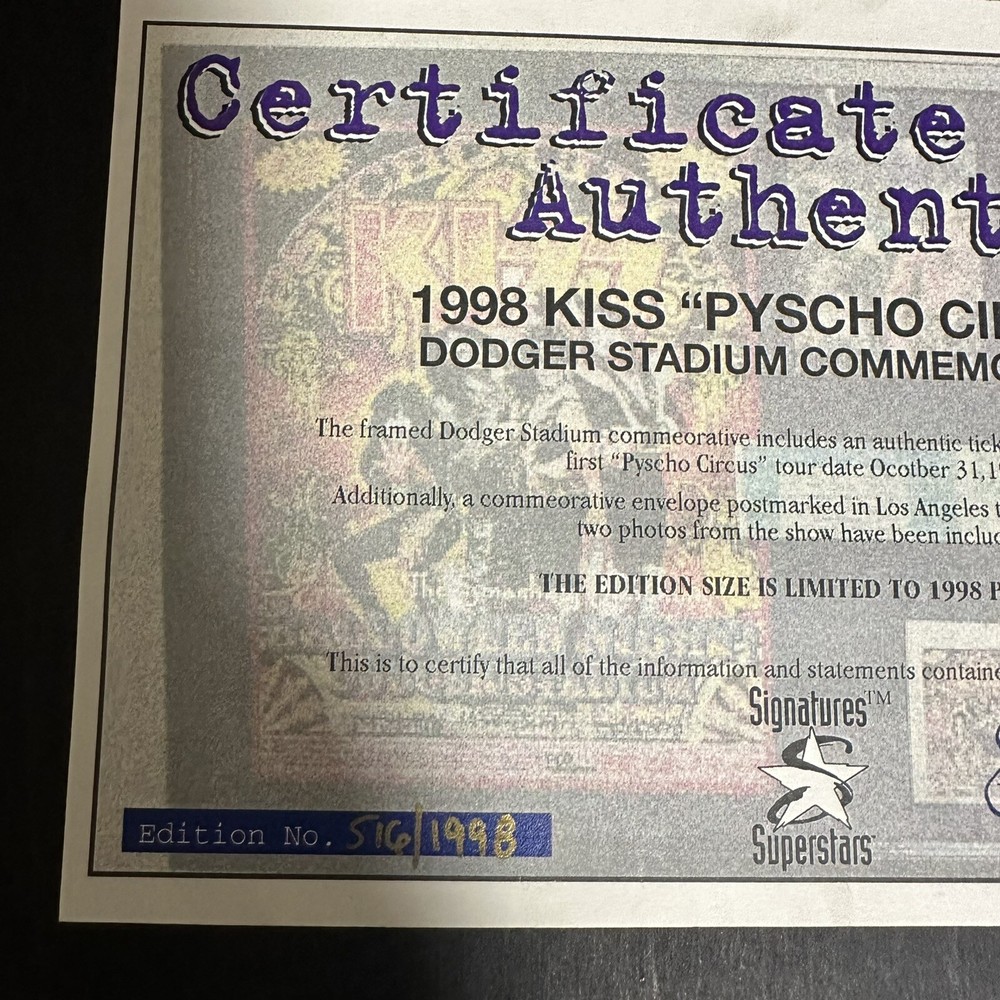 Certificate
Authent
1998 KISS “PYSCHO CI
DODGER STADIUM COMMEMO
The framed Dodger Stadium commeorative includes an authentic tick
first “Pyscho Circus” tour date Ocotber 31,1
Additionally, a commeorative envelope postmarked in Los Angeles t
two photos from the show have been includ
THE EDITION SIZE IS LIMITED TO 1998 P
This is to certify that all of the information and statements containe
Signatures™
Superstars
Edition No. 516/1998
KISS